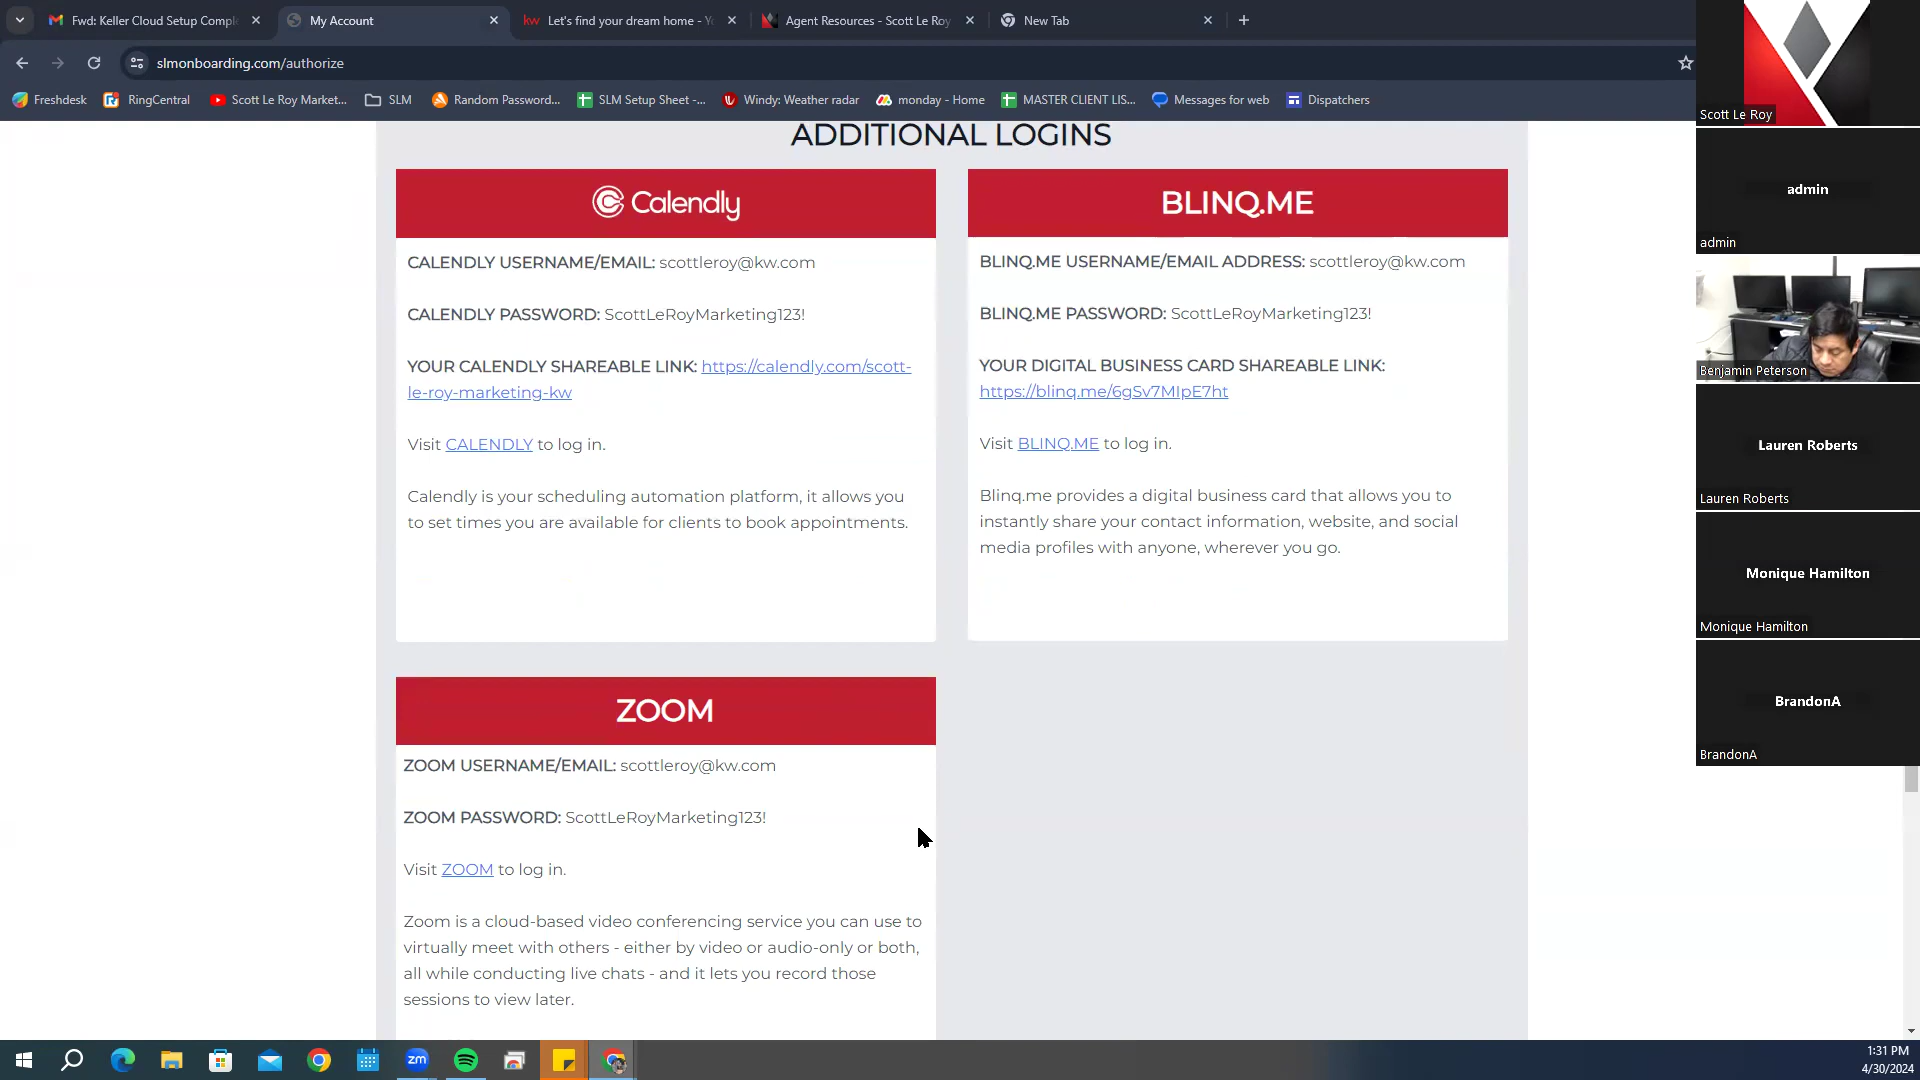 Fwd: Keller Cloud Setup Compl
My Account
kw Let's find your dream home - Yo
Agent Resources - Scott Le Roy
New Tab
slmonboarding.com/authorize
Freshdesk
RingCentral
Scott Le Roy Market...
SLM
Random Password...
SLM Setup Sheet -...
Windy: Weather radar
monday - Home
MASTER CLIENT LIS...
Messages for web
Dispatchers
ADDITIONAL LOGINS
Calendly
CALENDLY USERNAME/EMAIL: scottleroy@kw.com
CALENDLY PASSWORD: ScottLeRoyMarketing123!
YOUR CALENDLY SHAREABLE LINK: https://calendly.com/scott-
le-roy-marketing-kw
Visit CALENDLY to log in.
Calendly is your scheduling automation platform, it allows you
to set times you are available for clients to book appointments.
BLINQ.ME
BLINQ.ME USERNAME/EMAIL ADDRESS: scottleroy@kw.com
BLINQ.ME PASSWORD: ScottLeRoyMarketing123!
YOUR DIGITAL BUSINESS CARD SHAREABLE LINK:
https://blinq.me/6gSv7MIpE7ht
Visit BLINQ.ME to log in.
Blinq.me provides a digital business card that allows you to
instantly share your contact information, website, and social
media profiles with anyone, wherever you go.
ZOOM
ZOOM USERNAME/EMAIL: scottleroy@kw.com
ZOOM PASSWORD: ScottLeRoyMarketing123!
Visit ZOOM to log in.
Zoom is a cloud-based video conferencing service you can use to
virtually meet with others - either by video or audio-only or both,
all while conducting live chats - and it lets you record those
sessions to view later.
Scott Le Roy
admin
admin
Benjamin Peterson
Lauren Roberts
Lauren Roberts
Monique Hamilton
Monique Hamilton
BrandonA
BrandonA
zm
1:31 PM
4/30/2024